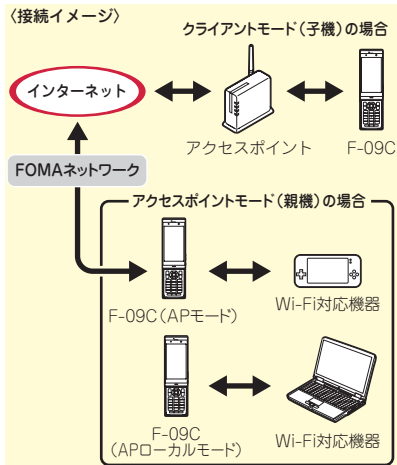 〈接続イメージ〉
クライアントモード(子機)の場合
インターネット
アクセスポイント
F-09C
FOMAネットワーク
アクセスポイントモード(親機)の場合
F-09C(APモード)
Wi-Fi対応機器
F-09C
(APローカルモード)
Wi-Fi対応機器